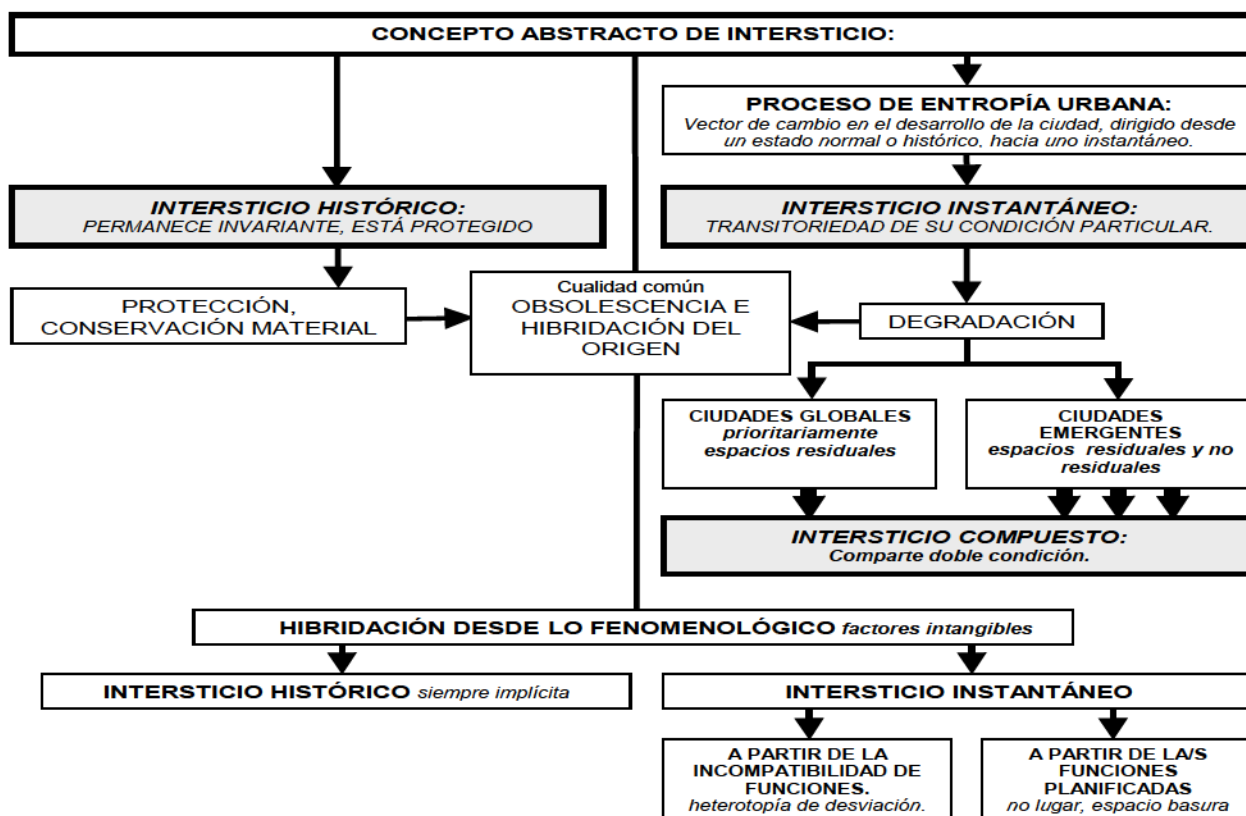 CONCEPTO ABSTRACTO DE INTERSTICIO:
PROCESO DE ENTROPÍA URBANA:
Vector de cambio en el desarrollo de la ciudad, dirigido desde
un estado normal o histórico, hacia uno instantáneo.
INTERSTICIO HISTÓRICO:
PERMANECE INVARIANTE, ESTÁ PROTEGIDO
INTERSTICIO INSTANTÁNEO:
TRANSITORIEDAD DE SU CONDICIÓN PARTICULAR.
PROTECCIÓN,
CONSERVACIÓN MATERIAL
Cualidad común
OBSOLESCENCIA E
HIBRIDACIÓN DEL
ORIGEN
DEGRADACIÓN
CIUDADES GLOBALES
prioritariamente
espacios residuales
CIUDADES
EMERGENTES
espacios residuales y no
residuales
INTERSTICIO COMPUESTO:
Comparte doble condición.
HIBRIDACIÓN DESDE LO FENOMENOLÓGICO factores intangibles
INTERSTICIO HISTÓRICO siempre implícita
INTERSTICIO INSTANTÁNEO
A PARTIR DE LA
INCOMPATIBILIDAD DE
FUNCIONES.
heterotopía de desviación.
A PARTIR DE LA/S
FUNCIONES
PLANIFICADAS
no lugar, espacio basura